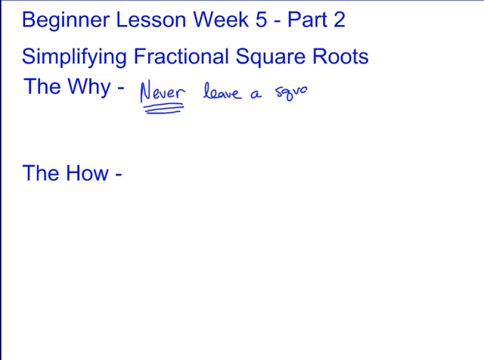 Beginner Lesson Week 5 - Part 2
Simplifying Fractional Square Roots
The Why - Never leave a squa
The How -